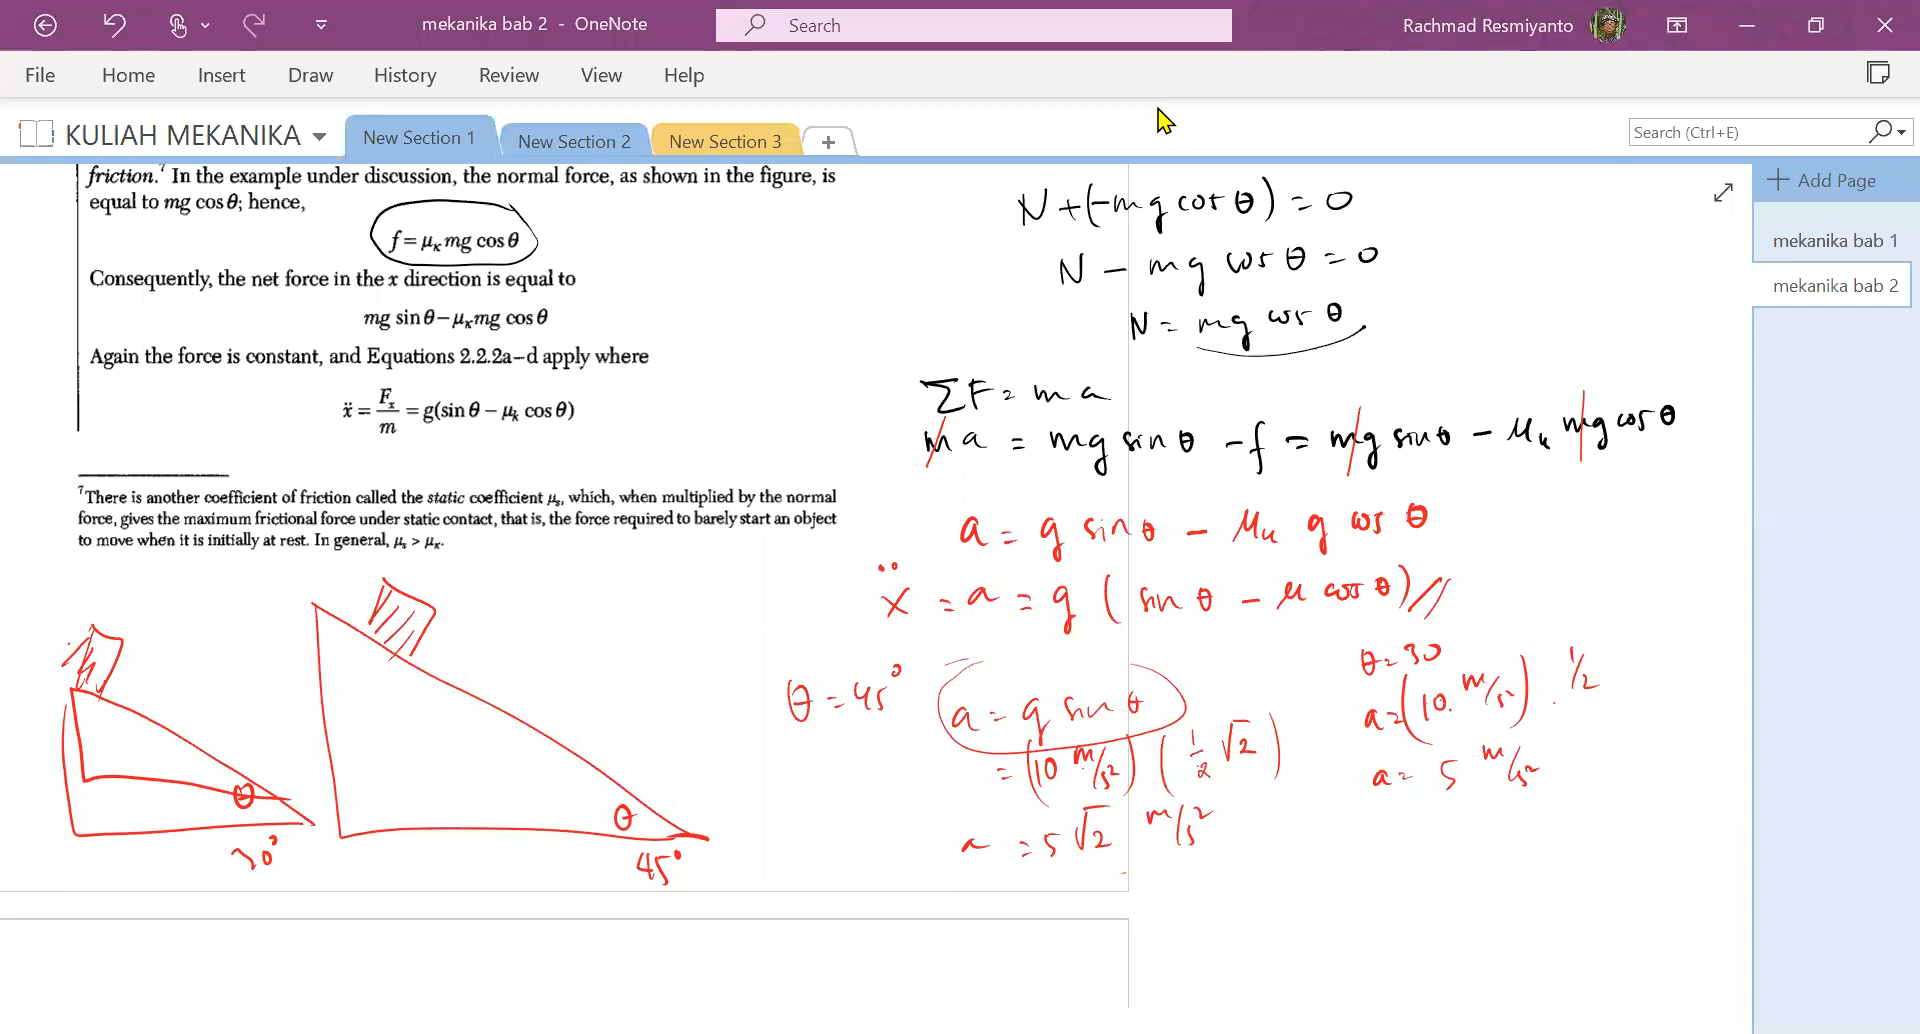 mekanika bab 2 - OneNote
Search
Rachmad Resmiyanto
File Home Insert Draw History Review View Help
KULIAH MEKANIKA
New Section 1
New Section 2
New Section 3
+
Search (Ctrl+E)
Add Page
mekanika bab 1
mekanika bab 2
friction.⁷ In the example under discussion, the normal force, as shown in the figure, is
equal to mg cos θ; hence,
f = μₖ mg cos θ
Consequently, the net force in the x direction is equal to
mg sin θ − μₖ mg cos θ
Again the force is constant, and Equations 2.2.2a–d apply where
ẍ = Fₓ/m = g(sin θ − μₖ cos θ)
⁷There is another coefficient of friction called the static coefficient μₛ, which, when multiplied by the normal
force, gives the maximum frictional force under static contact, that is, the force required to barely start an object
to move when it is initially at rest. In general, μₛ > μₖ.
θ
30°
θ
45°
N + (−mg cos θ) = 0
N − mg cos θ = 0
N = mg cos θ
ΣF = ma
ma = mg sin θ − f = mg sin θ − μₖ mg cos θ
a = g sin θ − μₖ g cos θ
ẍ = a = g (sin θ − μ cos θ) //
θ = 45°
a = g sin θ
= (10 m/s²) (1/2 √2)
a = 5√2 m/s²
θ = 30
a = (10 m/s²) . 1/2
a = 5 m/s²